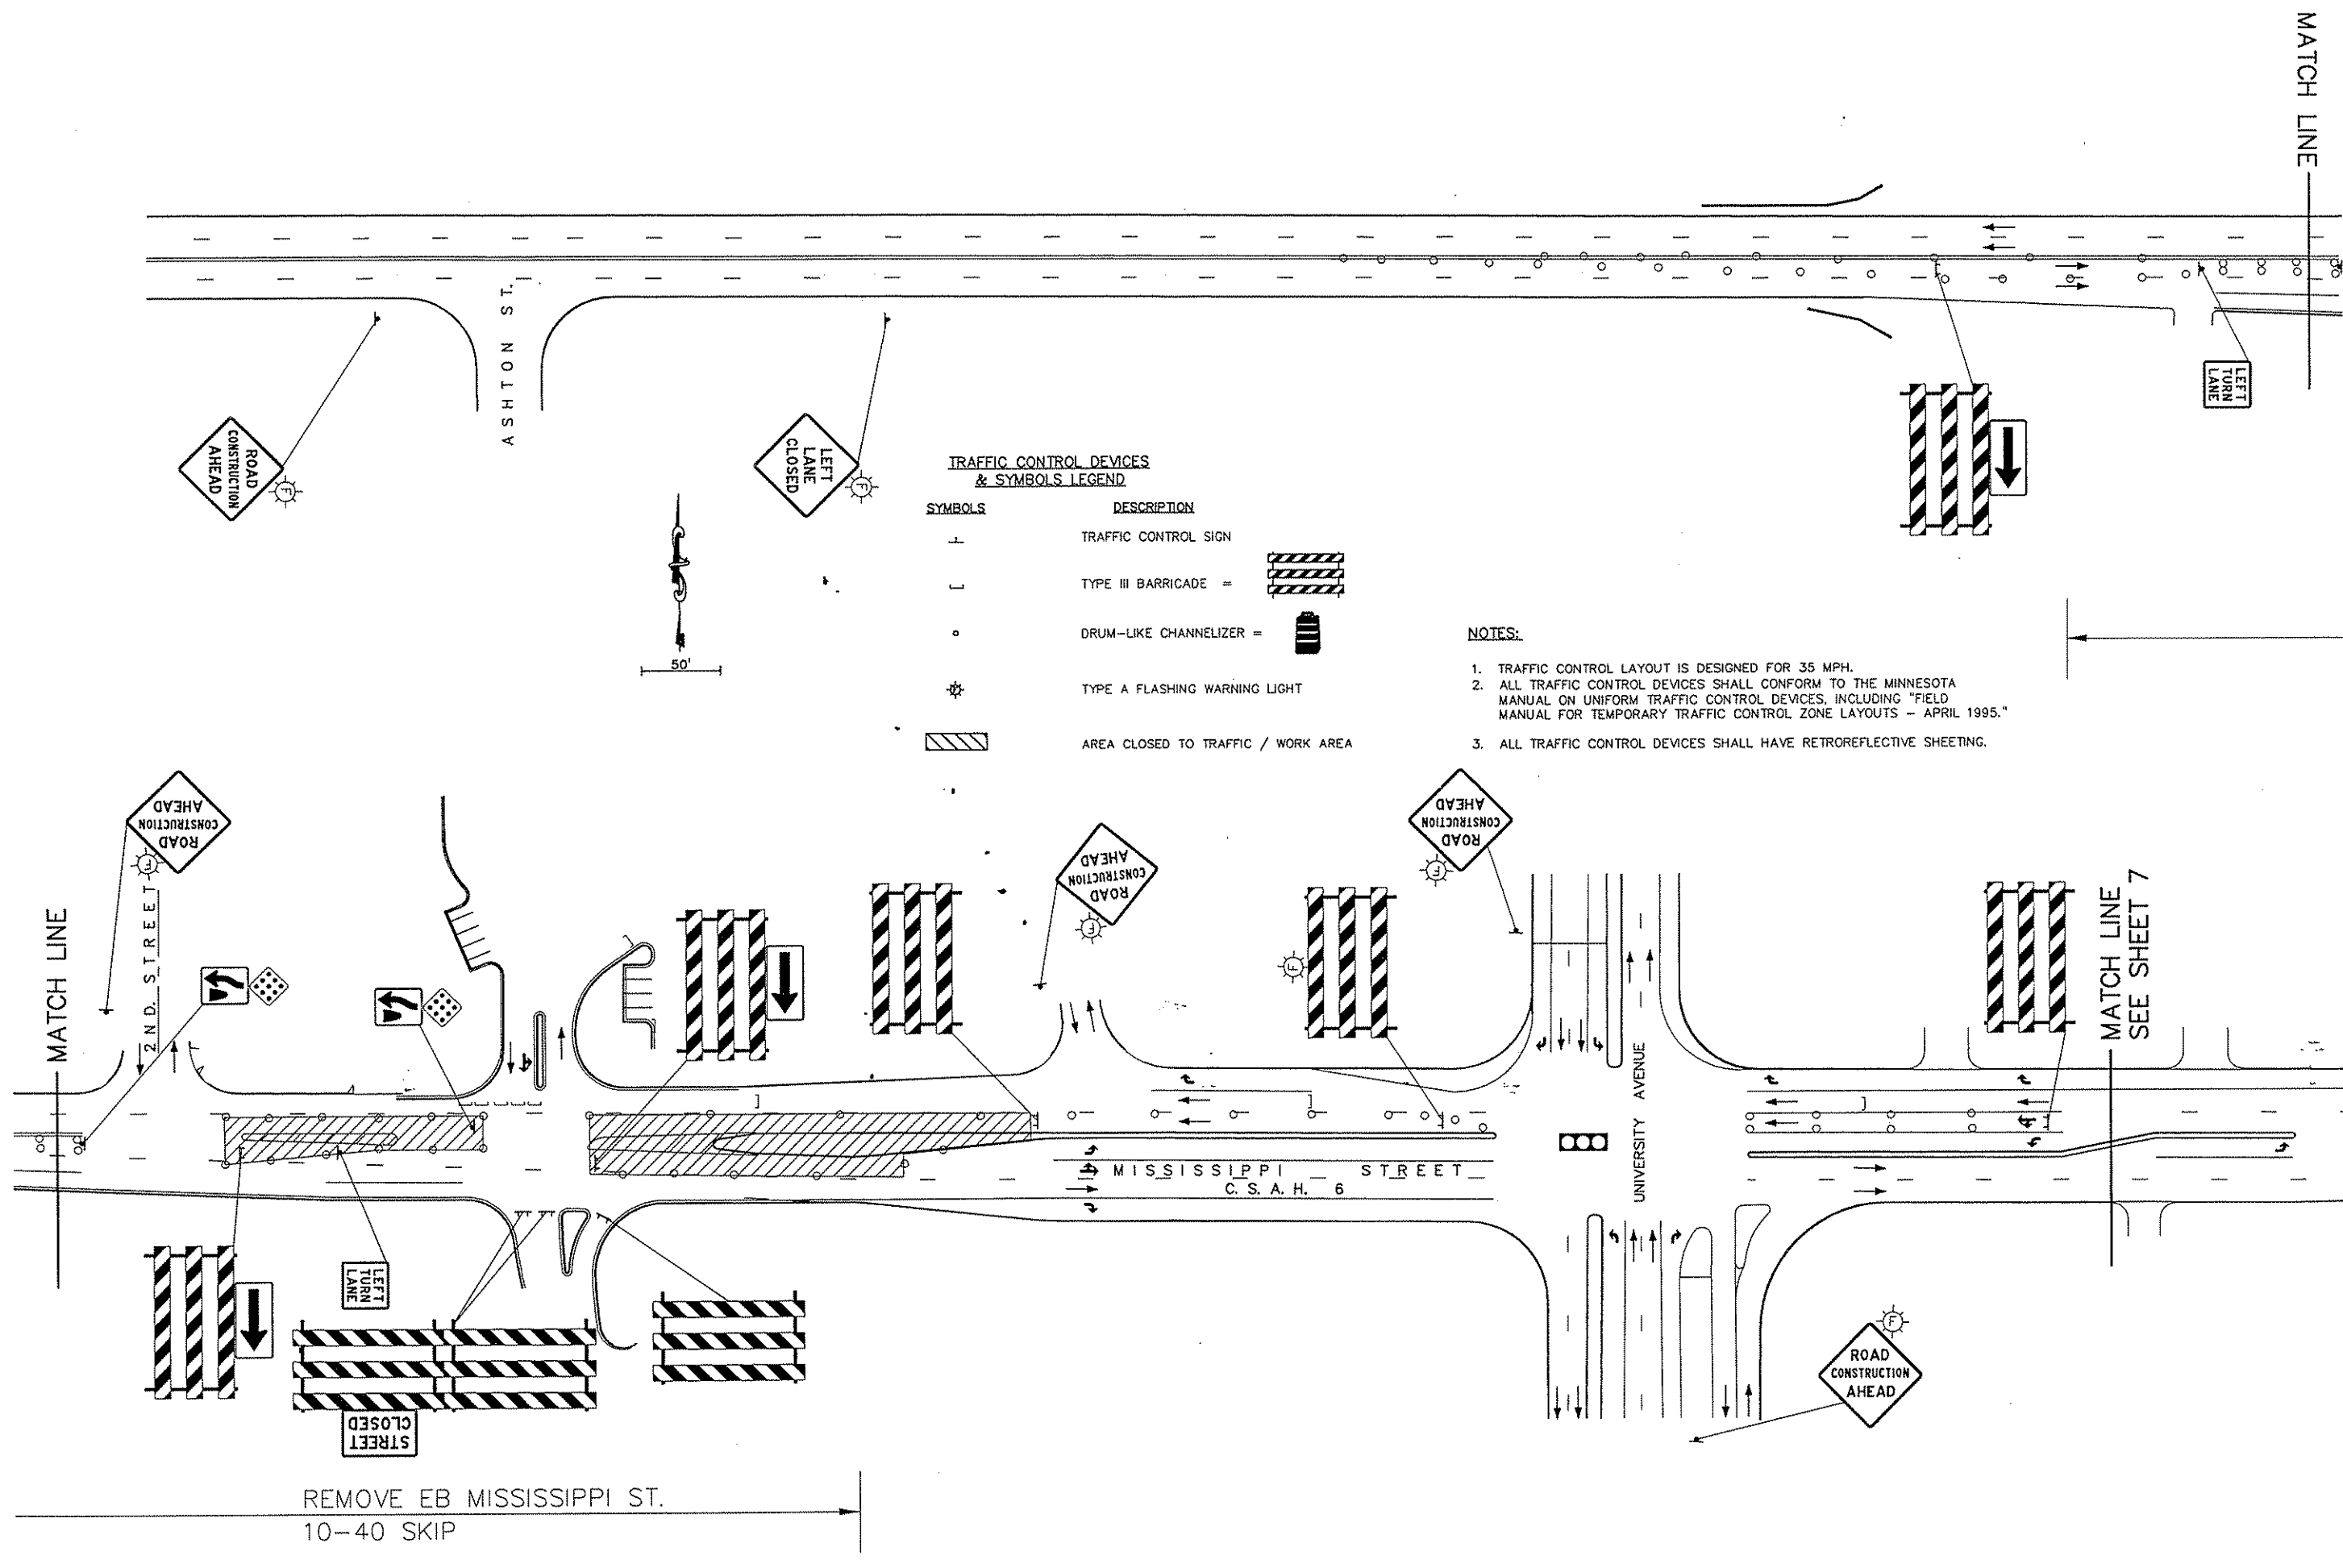 MATCH LINE
ASHTON ST.
ROAD
CONSTRUCTION
AHEAD
F
LEFT
LANE
CLOSED
F
LEFT
TURN
LANE
TRAFFIC CONTROL DEVICES
& SYMBOLS LEGEND
SYMBOLS DESCRIPTION
TRAFFIC CONTROL SIGN
TYPE III BARRICADE =
DRUM-LIKE CHANNELIZER =
TYPE A FLASHING WARNING LIGHT
AREA CLOSED TO TRAFFIC / WORK AREA
50'
NOTES:
1. TRAFFIC CONTROL LAYOUT IS DESIGNED FOR 35 MPH.
2. ALL TRAFFIC CONTROL DEVICES SHALL CONFORM TO THE MINNESOTA
MANUAL ON UNIFORM TRAFFIC CONTROL DEVICES, INCLUDING "FIELD
MANUAL FOR TEMPORARY TRAFFIC CONTROL ZONE LAYOUTS - APRIL 1995."
3. ALL TRAFFIC CONTROL DEVICES SHALL HAVE RETROREFLECTIVE SHEETING.
ROAD
CONSTRUCTION
AHEAD
F
MATCH LINE
2ND. STREET
ROAD
CONSTRUCTION
AHEAD
F
ROAD
CONSTRUCTION
AHEAD
F
F
MATCH LINE
SEE SHEET 7
UNIVERSITY AVENUE
MISSISSIPPI STREET
C. S. A. H. 6
LEFT
TURN
LANE
STREET
CLOSED
F
ROAD
CONSTRUCTION
AHEAD
REMOVE EB MISSISSIPPI ST.
10-40 SKIP